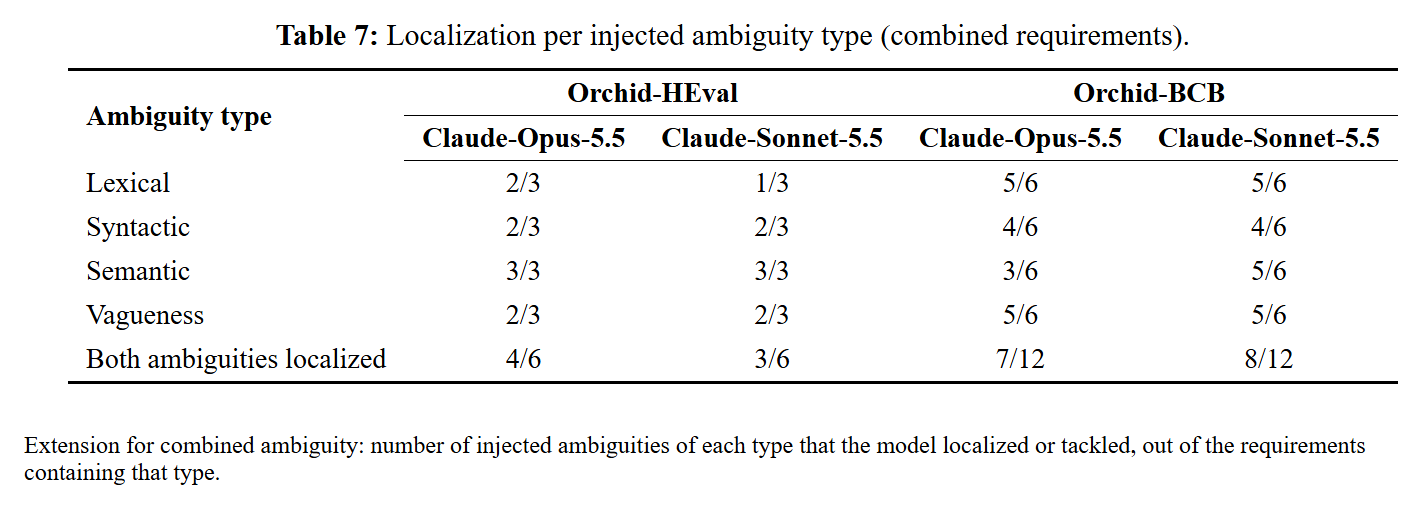 Table 7: Localization per injected ambiguity type (combined requirements).
Ambiguity type Orchid-HEval Orchid-BCB
Claude-Opus-5.5 Claude-Sonnet-5.5 Claude-Opus-5.5 Claude-Sonnet-5.5
Lexical 2/3 1/3 5/6 5/6
Syntactic 2/3 2/3 4/6 4/6
Semantic 3/3 3/3 3/6 5/6
Vagueness 2/3 2/3 5/6 5/6
Both ambiguities localized 4/6 3/6 7/12 8/12
Extension for combined ambiguity: number of injected ambiguities of each type that the model localized or tackled, out of the requirements
containing that type.